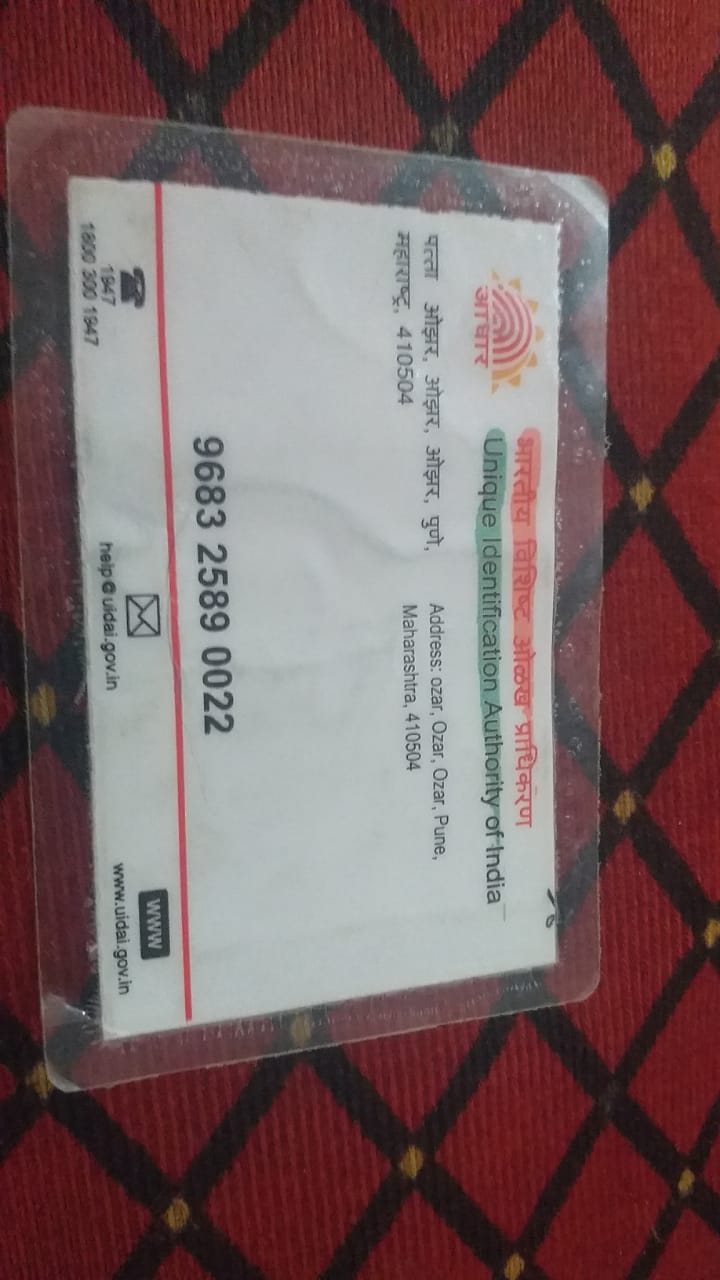 भारतीय विशिष्ट ओळख प्राधिकरण
Unique Identification Authority of India
आधार
पत्ता ओझर, ओझर, ओझर, पुणे,
महाराष्ट्र, 410504
Address: ozar, Ozar, Ozar, Pune,
Maharashtra, 410504
9683 2589 0022
1947
1800 300 1947
help@uidai.gov.in
WWW
www.uidai.gov.in